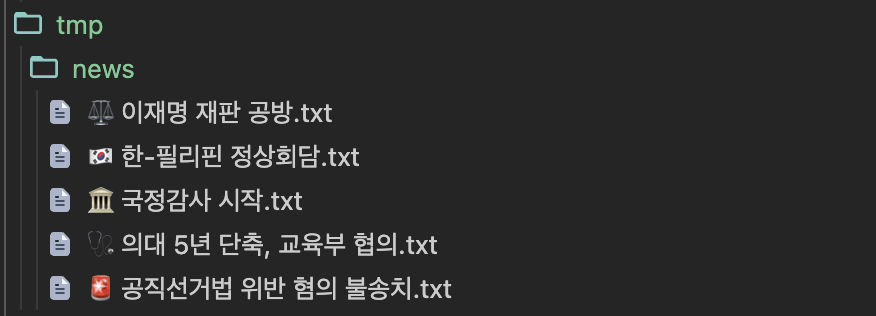 tmp
news
⚖️ 이재명 재판 공방.txt
🇰🇷 한-필리핀 정상회담.txt
🏛️ 국정감사 시작.txt
🩺 의대 5년 단축, 교육부 협의.txt
🚨 공직선거법 위반 혐의 불송치.txt